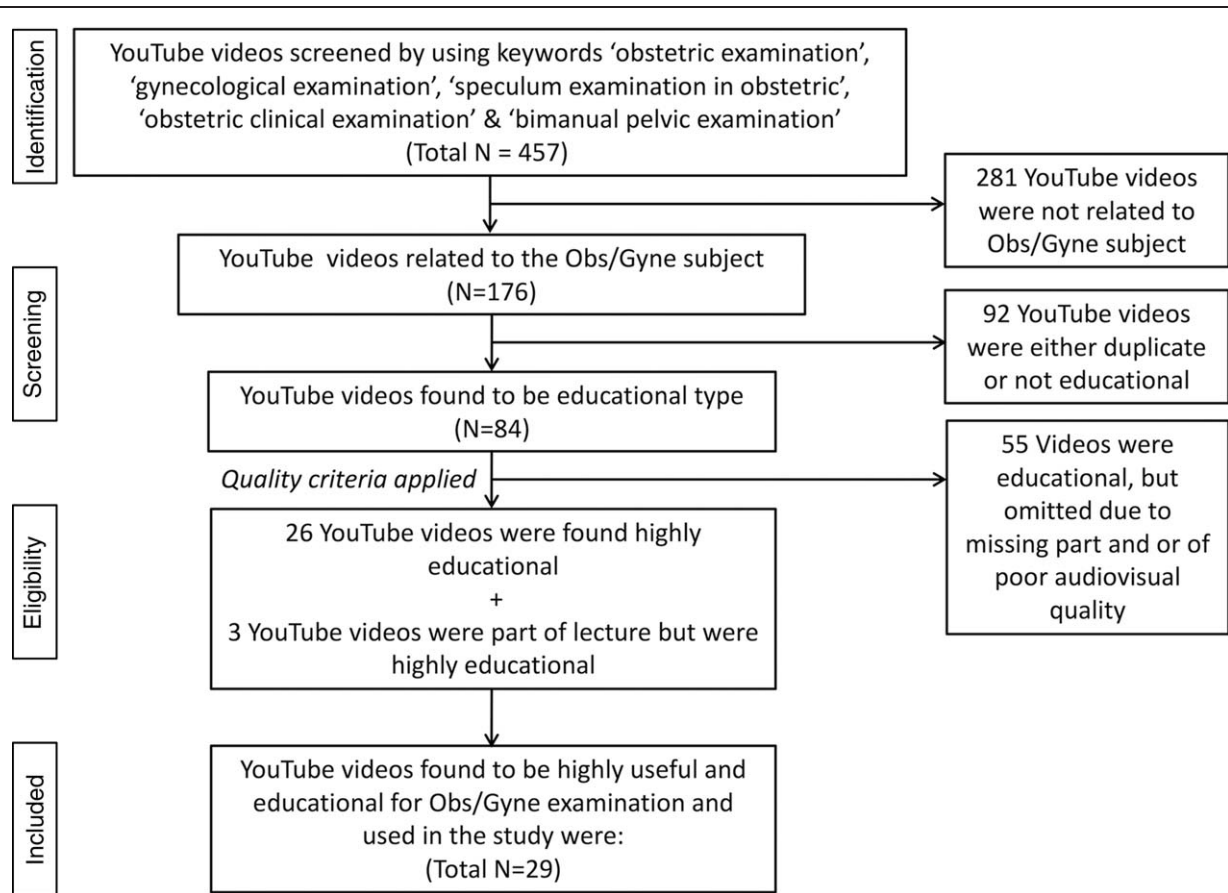 Identification
YouTube videos screened by using keywords ‘obstetric examination’,
‘gynecological examination’, ‘speculum examination in obstetric’,
‘obstetric clinical examination’ & ‘bimanual pelvic examination’
(Total N = 457)
281 YouTube videos
were not related to
Obs/Gyne subject
Screening
YouTube videos related to the Obs/Gyne subject
(N=176)
92 YouTube videos
were either duplicate
or not educational
YouTube videos found to be educational type
(N=84)
Quality criteria applied
55 Videos were
educational, but
omitted due to
missing part and or of
poor audiovisual
quality
Eligibility
26 YouTube videos were found highly
educational
+
3 YouTube videos were part of lecture but were
highly educational
Included
YouTube videos found to be highly useful and
educational for Obs/Gyne examination and
used in the study were:
(Total N=29)